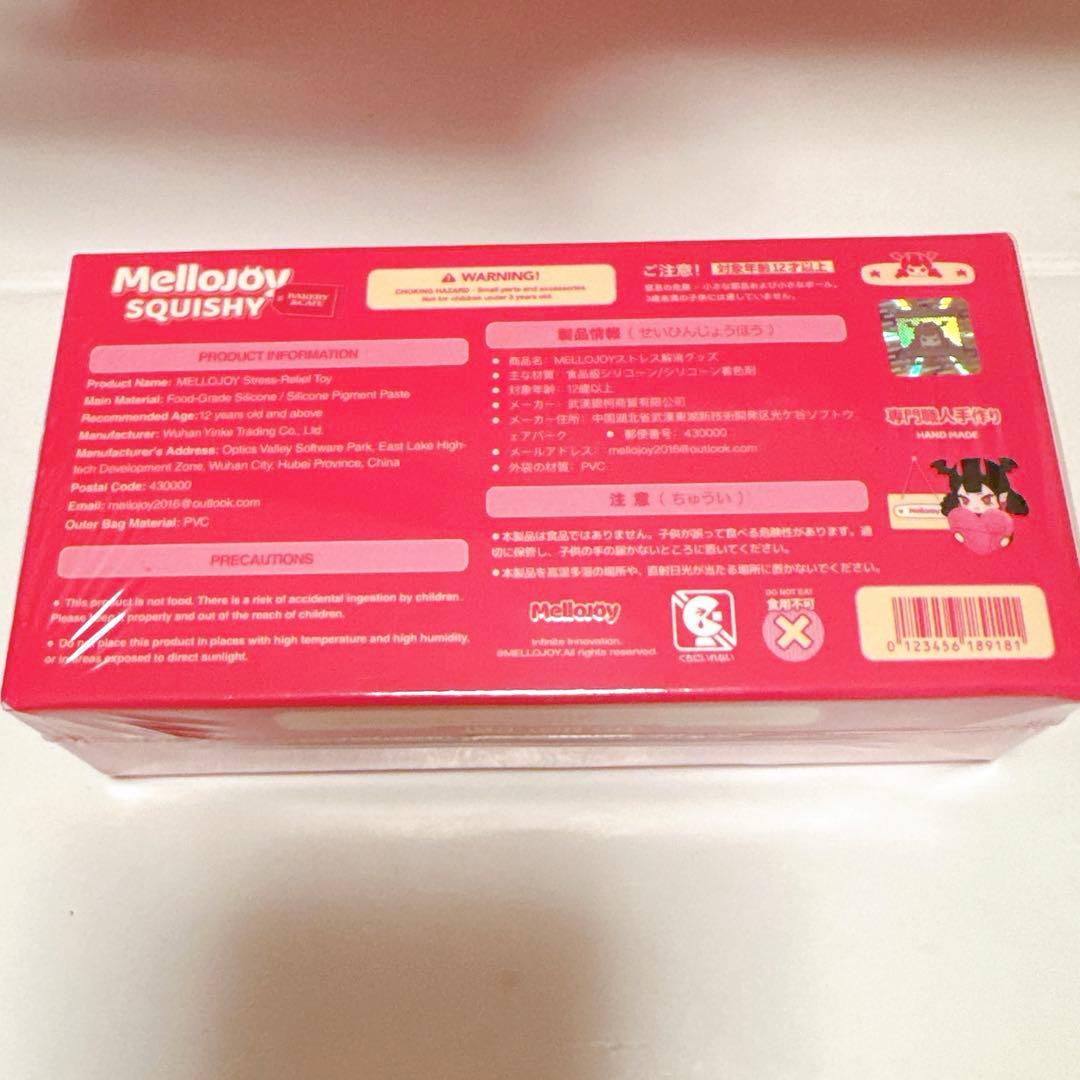 MelloJoy
SQUISHY
BAKERY
&CAFE
WARNING!
CHOKING HAZARD - Small parts and accessories.
Not for children under 3 years old.
ご注意! 対象年齢12才以上
窒息の危険 - 小さな部品および小さなボール。
3歳未満の子供には適していません。
PRODUCT INFORMATION
Product Name: MELLOJOY Stress-Relief Toy
Main Material: Food-Grade Silicone / Silicone Pigment Paste
Recommended Age:12 years old and above
Manufacturer: Wuhan Yinke Trading Co., Ltd.
Manufacturer's Address: Optics Valley Software Park, East Lake High-
tech Development Zone, Wuhan City, Hubei Province, China
Postal Code: 430000
Email: mellojoy2016@outlook.com
Outer Bag Material: PVC
PRECAUTIONS
● This product is not food. There is a risk of accidental ingestion by children.
Please keep it properly and out of the reach of children.
● Do not place this product in places with high temperature and high humidity,
or in areas exposed to direct sunlight.
製品情報 ( せいひんじょうほう )
● 商品名: MELLOJOYストレス解消グッズ
● 主な材質: 食品級シリコーン/シリコーン着色剤
● 対象年齢: 12歳以上
● メーカー: 武漢銀柯商貿有限公司
● メーカー住所: 中国湖北省武漢東湖新技術開発区光ケ谷ソフトウ
ェアパーク ● 郵便番号: 430000
● メールアドレス: mellojoy2016@outlook.com
● 外袋の材質: PVC
注 意 ( ちゅうい )
●本製品は食品ではありません。子供が誤って食べる危険性があります。適
切に保管し、子供の手の届かないところに置いてください。
●本製品を高温多湿の場所や、直射日光が当たる場所に置かないでください。
MelloJoy
Infinite Innovation.
@MELLOJOY.All rights reserved.
くちにいれない
DO NOT EAT
食用不可
専門職人手作り
HAND MADE
MelloJoy
0 123456 189181